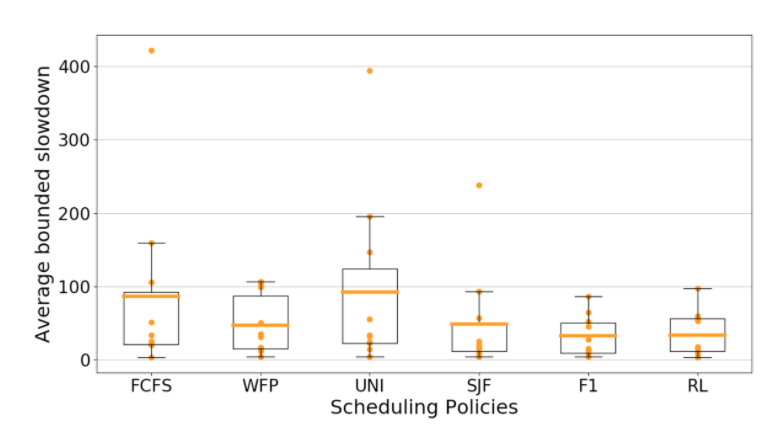 Average bounded slowdown
400
300
200
100
0
FCFS WFP UNI SJF F1 RL
Scheduling Policies